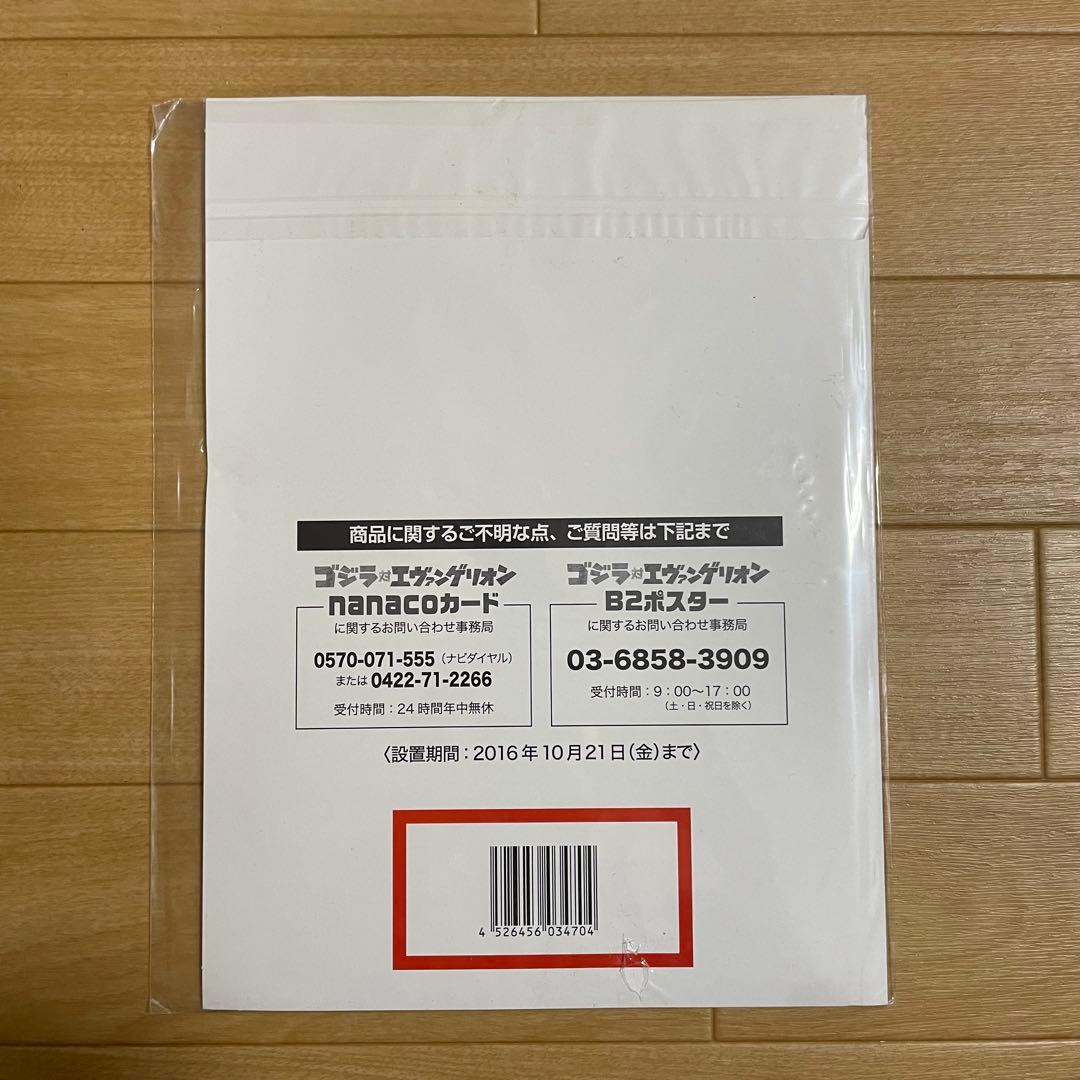 商品に関するご不明な点、ご質問等は下記まで
ゴジラ対エヴァンゲリオン
nanacoカード
に関するお問い合わせ事務局
0570-071-555（ナビダイヤル）
または 0422-71-2266
受付時間：24時間年中無休
ゴジラ対エヴァンゲリオン
B2ポスター
に関するお問い合わせ事務局
03-6858-3909
受付時間：9：00〜17：00
（土・日・祝日を除く）
〈設置期間：2016年10月21日（金）まで〉
4 526456 034704